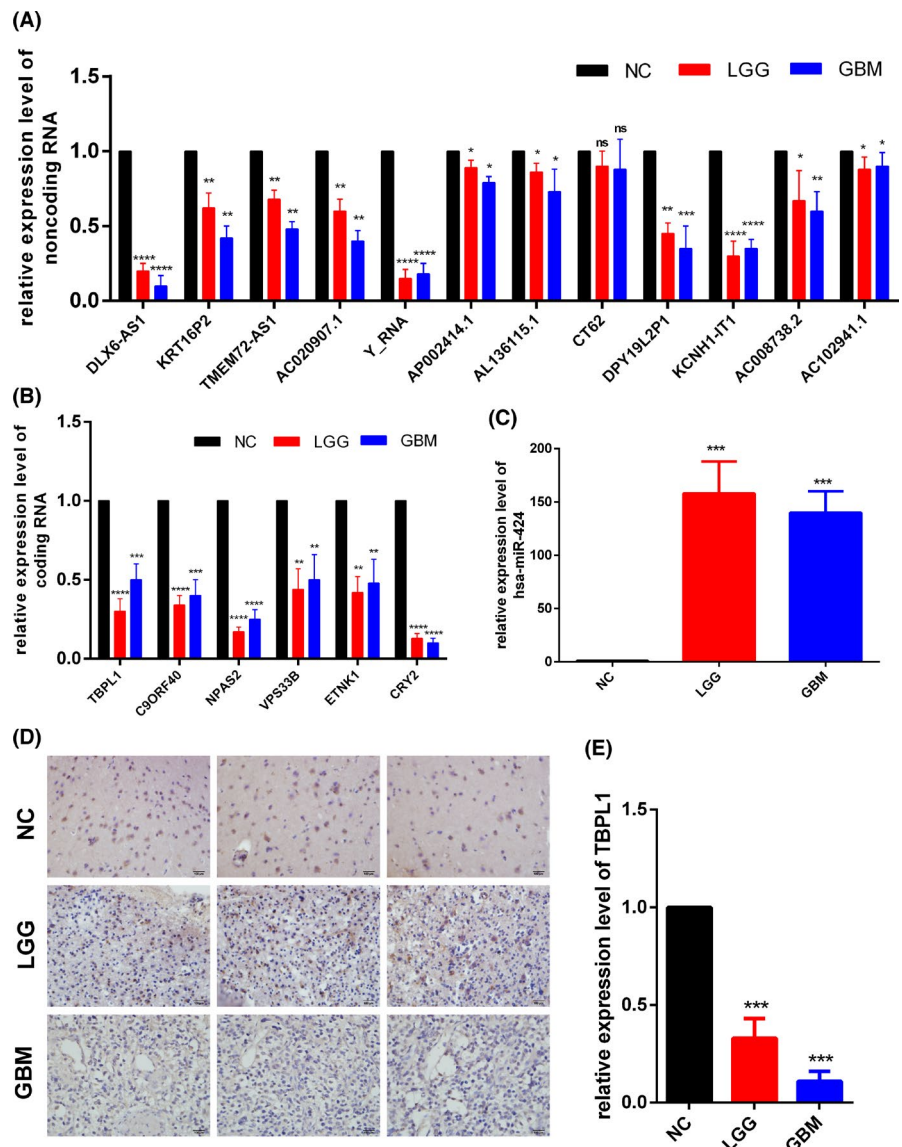 (A)
relative expression level of
noncoding RNA
1.5
1.0
0.5
0.0
NC
LGG
GBM
****
****
**
**
**
**
**
**
****
****
*
*
*
*
ns
ns
**
***
****
****
*
**
*
*
DLX6-AS1
KRT16P2
TMEM72-AS1
AC020907.1
Y_RNA
AP002414.1
AL136115.1
CT62
DPY19L2P1
KCNH1-IT1
AC008738.2
AC102941.1
(B)
relative expression level of
coding RNA
1.5
1.0
0.5
0.0
NC
LGG
GBM
****
***
****
***
****
****
**
**
**
**
****
****
TBPL1
C9ORF40
NPAS2
VPS33B
ETNK1
CRY2
(C)
relative expression level of
hsa-miR-424
200
150
100
50
0
***
***
NC
LGG
GBM
(D)
NC
LGG
GBM
(E)
relative expression level of TBPL1
1.5
1.0
0.5
0.0
***
***
NC
LGG
GBM